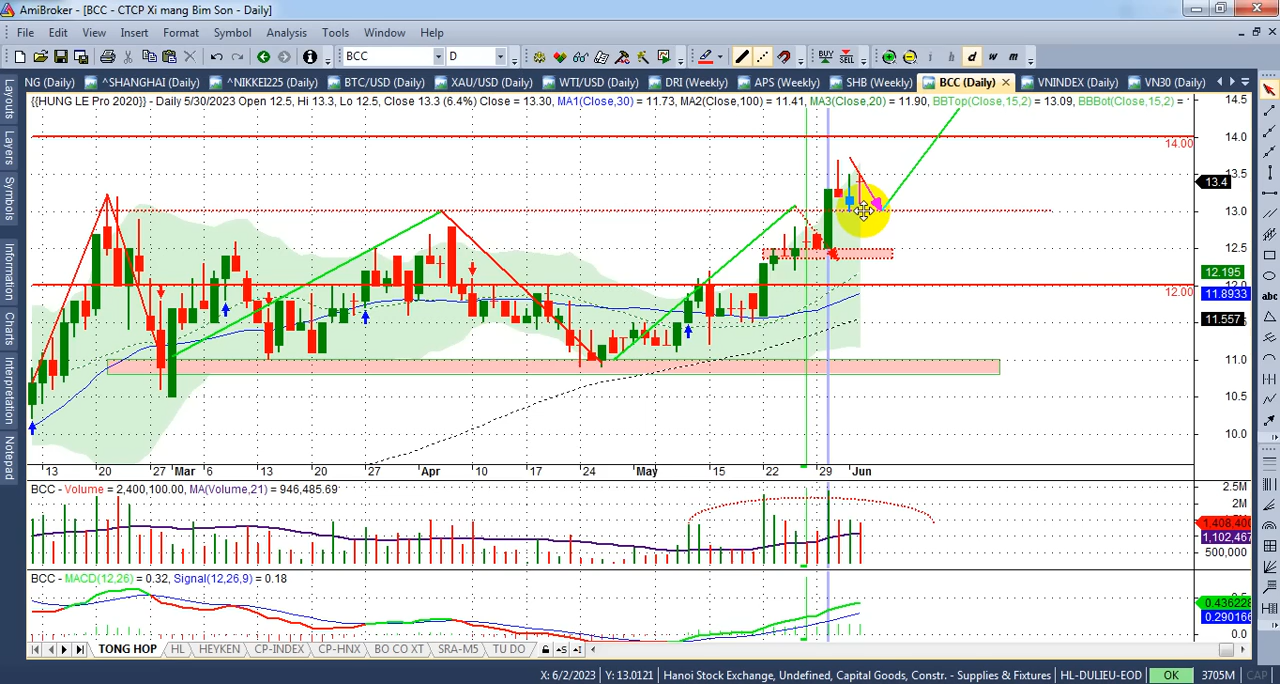 AmiBroker - [BCC - CTCP Xi mang Bim Son - Daily]
File Edit View Insert Format Symbol Analysis Tools Window Help
BCC D BUY SELL i h d w m
NG (Daily) ^SHANGHAI (Daily) ^NIKKEI225 (Daily) BTC/USD (Daily) XAU/USD (Daily) WTI/USD (Daily) DRI (Weekly) APS (Weekly) SHB (Weekly) BCC (Daily) VNINDEX (Daily) VN30 (Daily)
{{HUNG LE Pro 2020}} - Daily 5/30/2023 Open 12.5, Hi 13.3, Lo 12.5, Close 13.3 (6.4%) Close = 13.30, MA1(Close,30) = 11.73, MA2(Close,100) = 11.41, MA3(Close,20) = 11.90, BBTop(Close,15,2) = 13.09, BBBot(Close,15,2) =
Layouts
Layers
Symbols
Information
Charts
Interpretation
Notepad
14.5
14.0
14.00
13.5
13.4
13.0
12.5
12.195
12.00
11.8933
11.557
11.0
10.5
10.0
13 20 27 Mar 6 13 20 27 Apr 10 17 24 May 15 22 29 Jun
BCC - Volume = 2,400,100.00, MA(Volume,21) = 946,485.69
2.5M
2M
1,408,400
1,102,467
500,000
BCC - MACD(12,26) = 0.32, Signal(12,26,9) = 0.18
0.436228
0.290166
0.0
TONG HOP HL HEYKEN CP-INDEX CP-HNX BO CO XT SRA-M5 TU DO
X: 6/2/2023 Y: 13.0121 Hanoi Stock Exchange, Undefined, Capital Goods, Constr. - Supplies & Fixtures HL-DULIEU-EOD OK 3705M CAP
abc